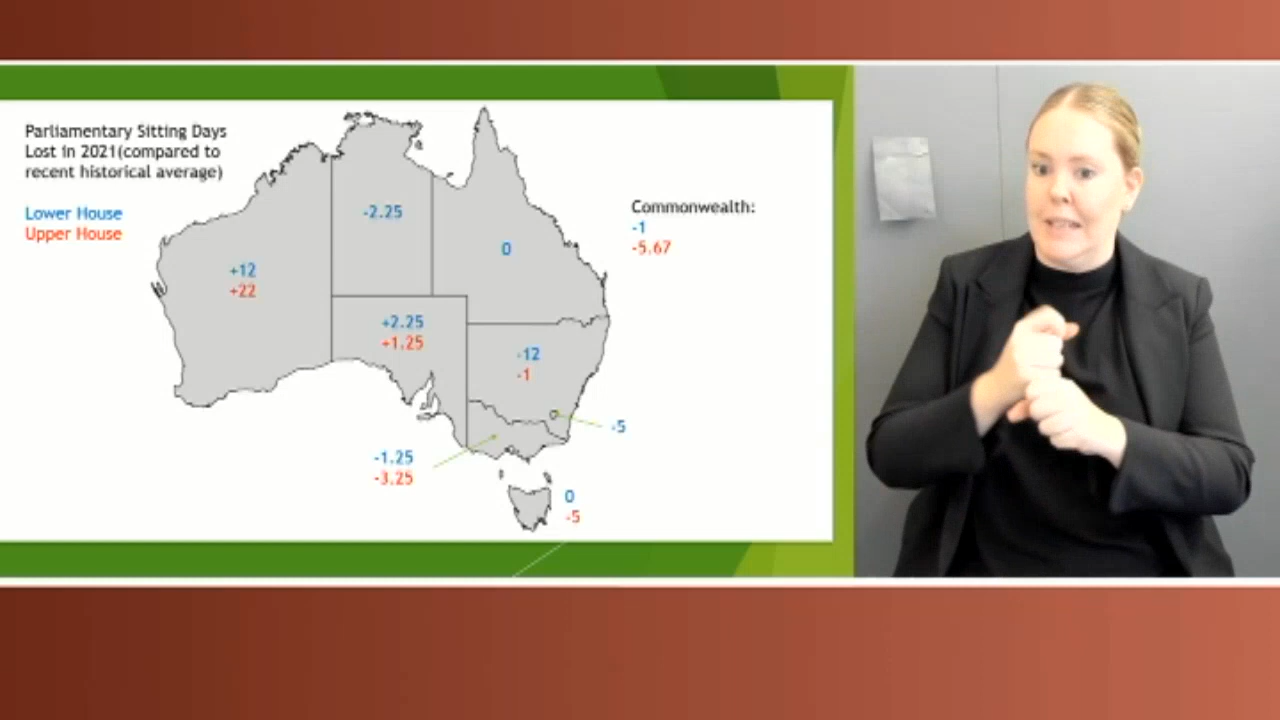 Parliamentary Sitting Days
Lost in 2021(compared to
recent historical average)
Lower House
Upper House
-2.25
0
Commonwealth:
-1
-5.67
+12
+22
+2.25
+1.25
-12
-1
-5
-1.25
-3.25
0
-5